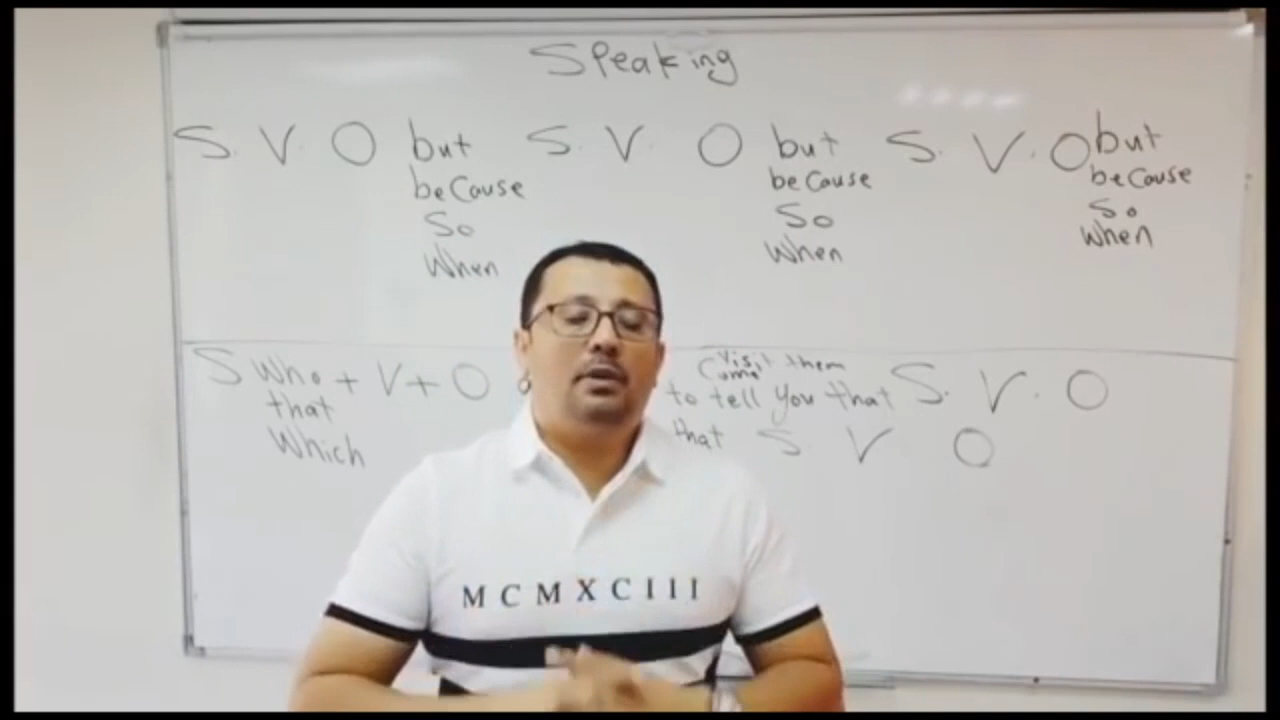 Speaking
S. V. O but S. V. O but S. V. O but
because because because
So So So
When When When
S Who + V + O
that
Which
visit them
Come
to tell you that S. V. O
that S V O
MCMXCIII